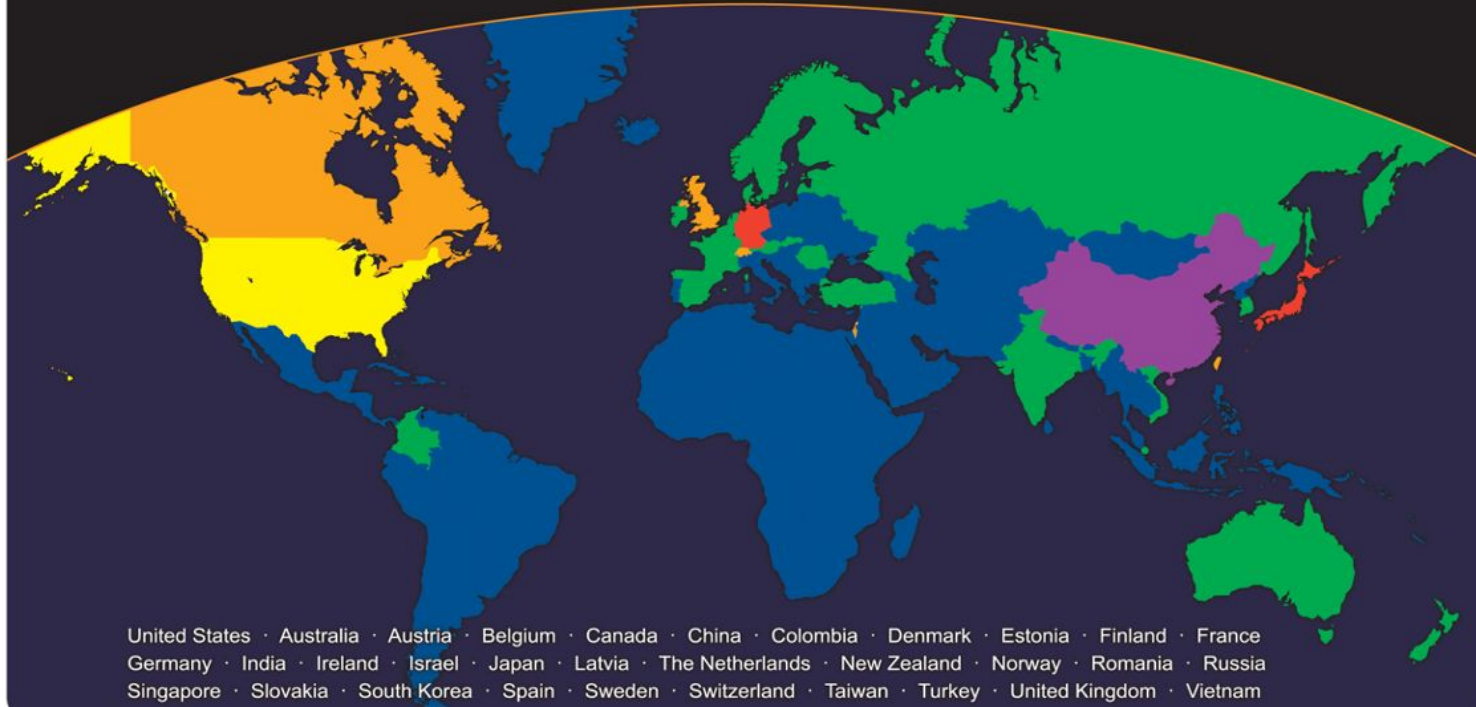 United States · Australia · Austria · Belgium · Canada · China · Colombia · Denmark · Estonia · Finland · France
Germany · India · Ireland · Israel · Japan · Latvia · The Netherlands · New Zealand · Norway · Romania · Russia
Singapore · Slovakia · South Korea · Spain · Sweden · Switzerland · Taiwan · Turkey · United Kingdom · Vietnam